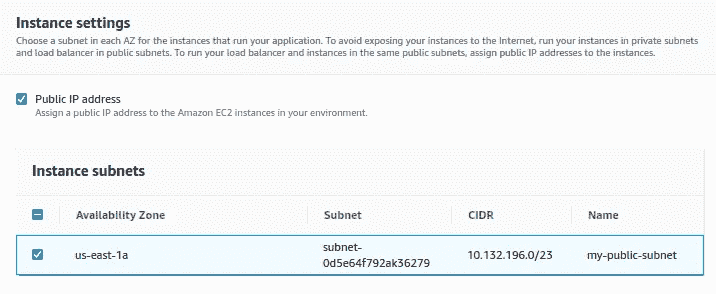 Instance settings
Choose a subnet in each AZ for the instances that run your application. To avoid exposing your instances to the Internet, run your instances in private subnets
and load balancer in public subnets. To run your load balancer and instances in the same public subnets, assign public IP addresses to the instances.
Public IP address
Assign a public IP address to the Amazon EC2 instances in your environment.
Instance subnets
Availability Zone Subnet CIDR Name
us-east-1a subnet-0d5e64f792ak36279 10.132.196.0/23 my-public-subnet